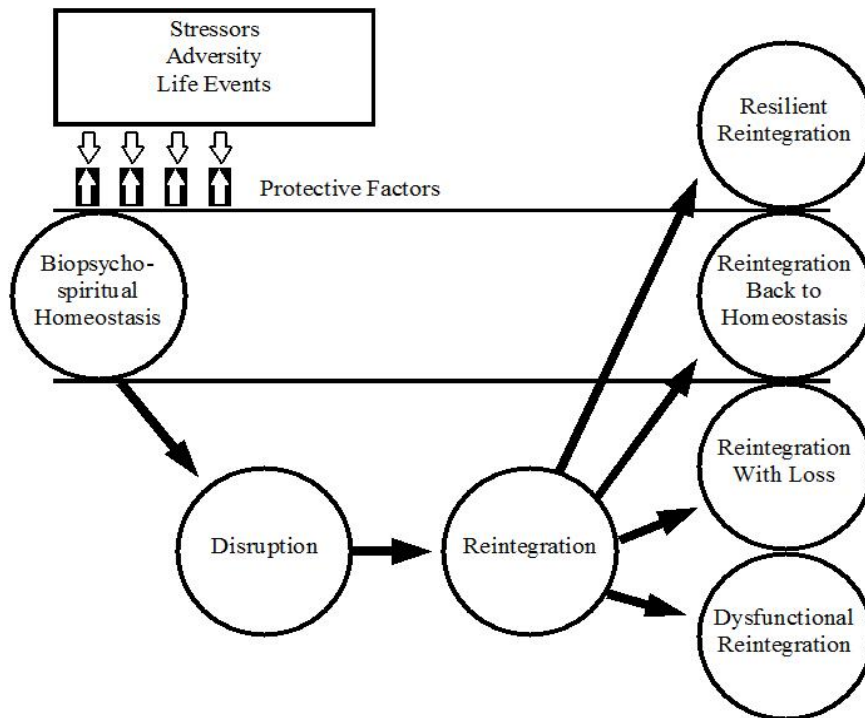 Stressors
Adversity
Life Events
Protective Factors
Biopsycho-
spiritual
Homeostasis
Disruption
Reintegration
Resilient
Reintegration
Reintegration
Back to
Homeostasis
Reintegration
With Loss
Dysfunctional
Reintegration